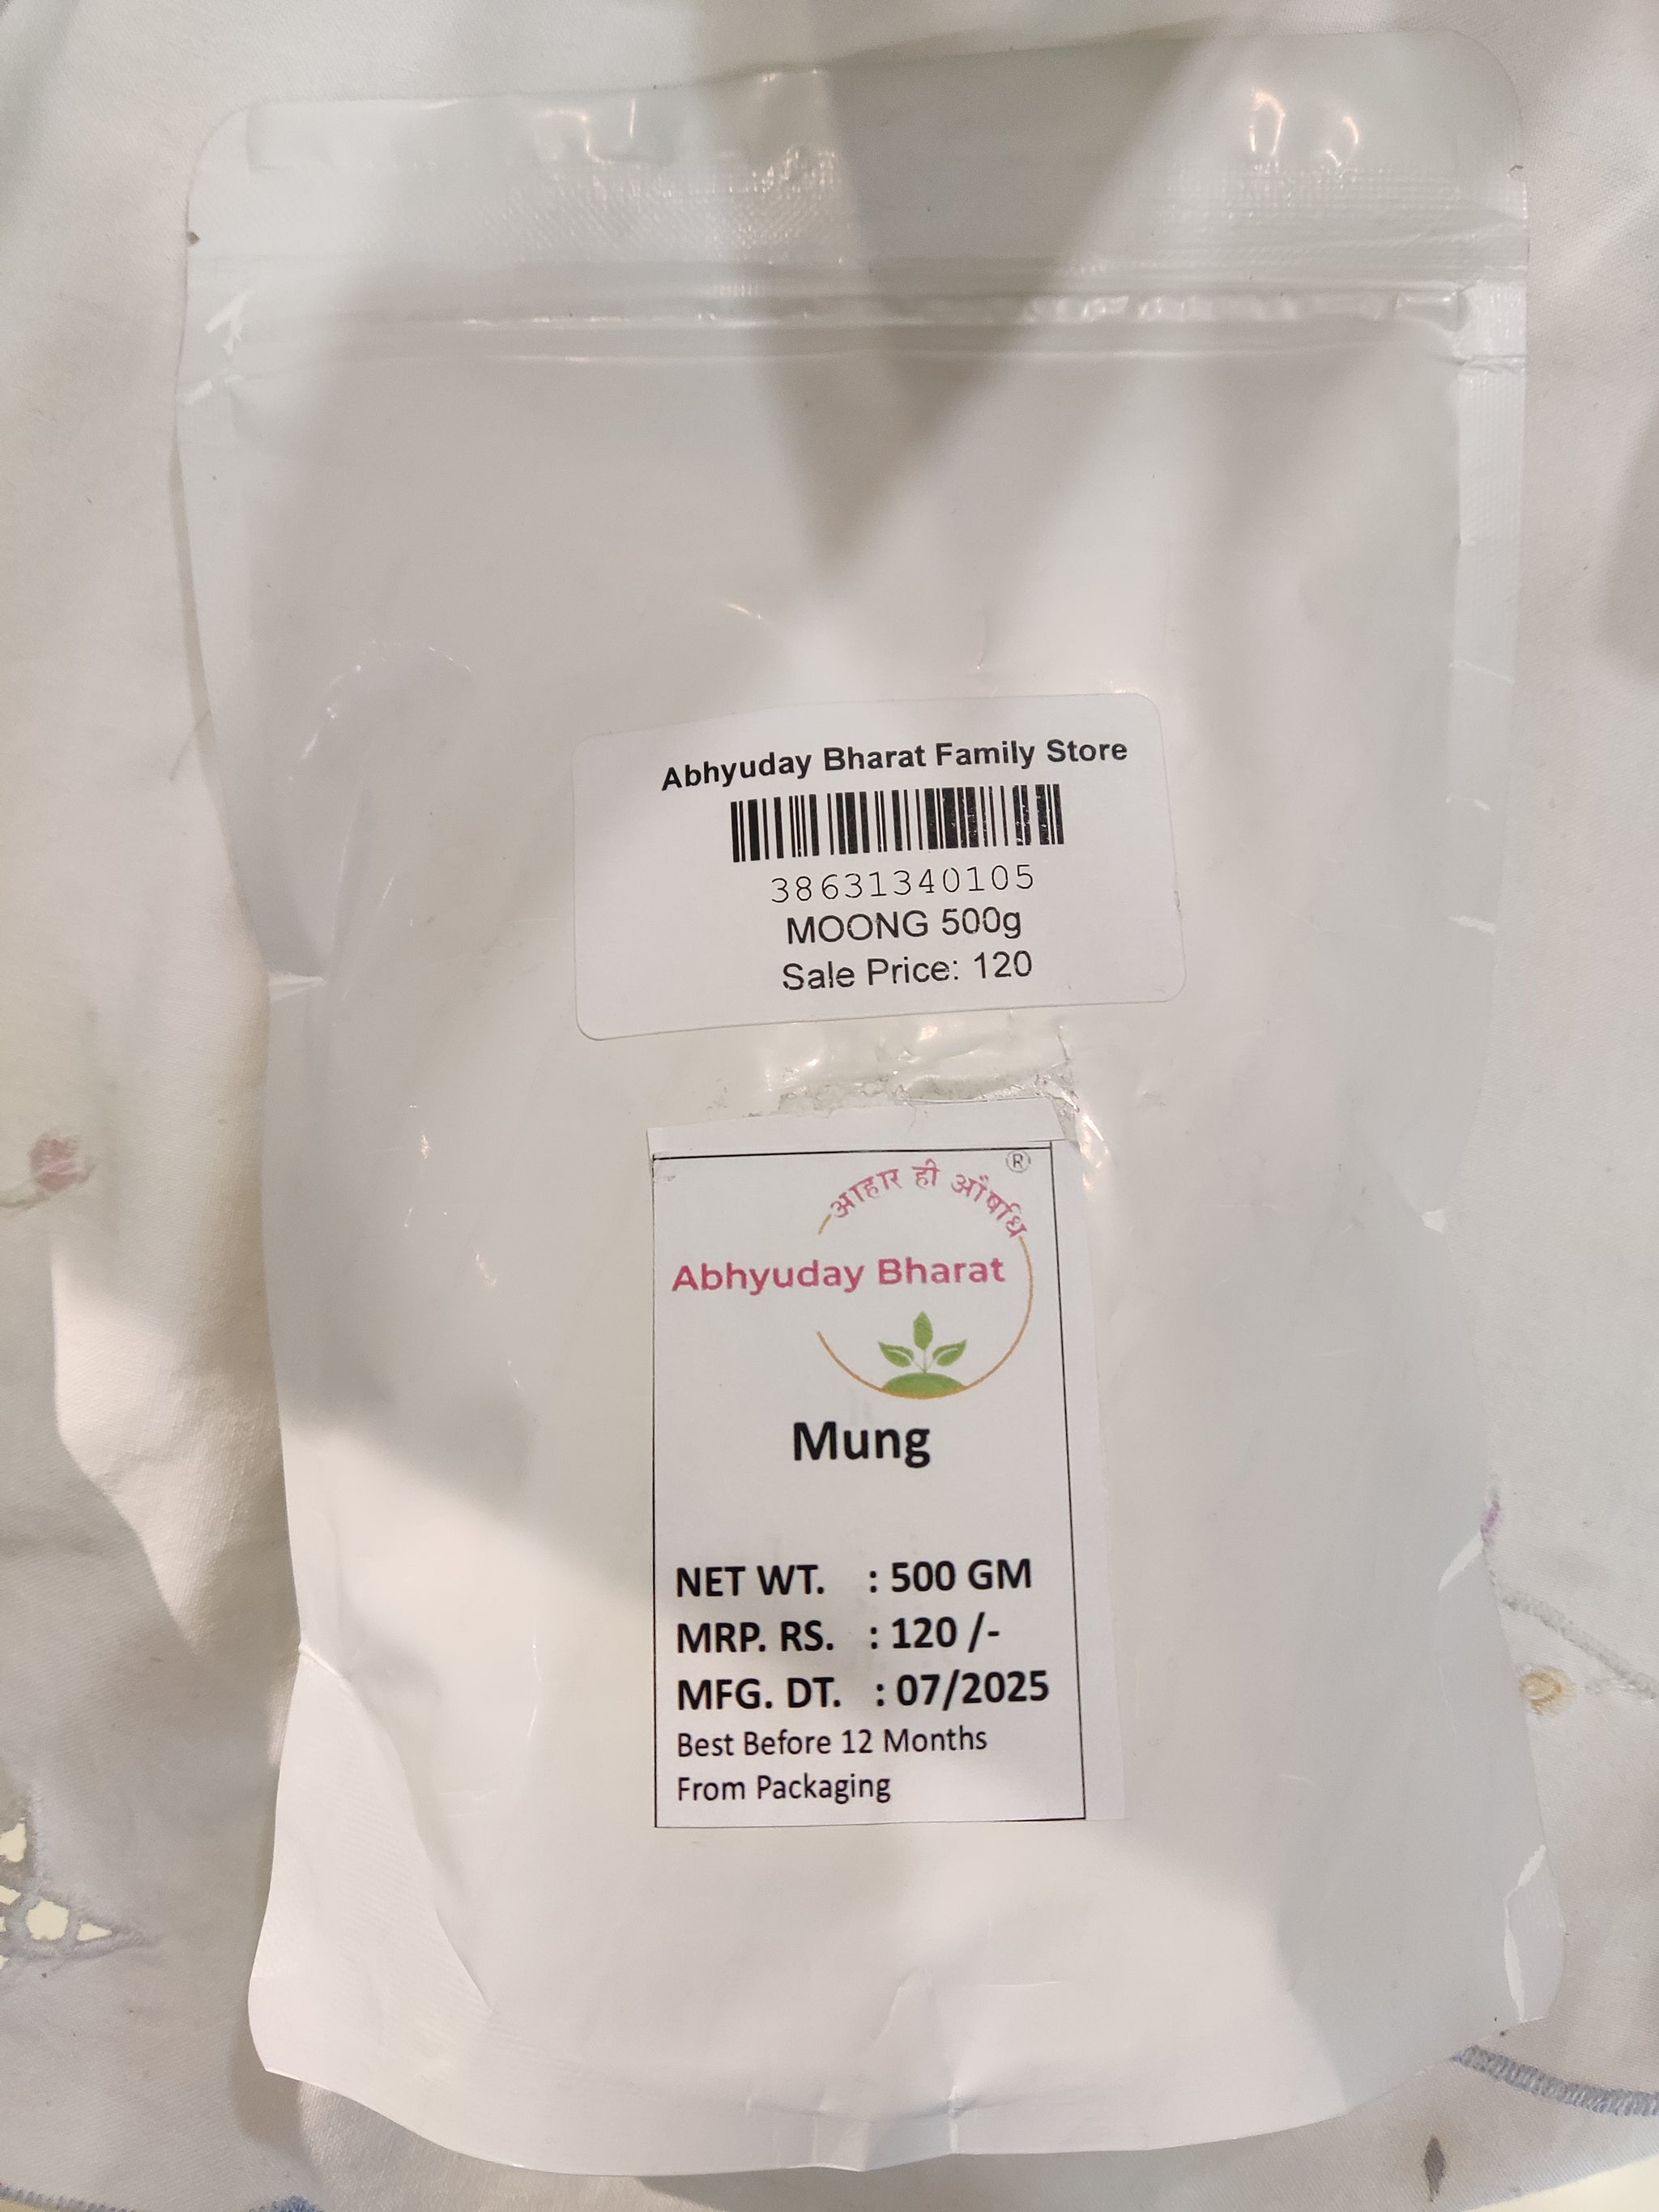 Abhyuday Bharat Family Store
38631340105
MOONG 500g
Sale Price: 120
आहार ही औषधि ®
Abhyuday Bharat
Mung
NET WT. : 500 GM
MRP. RS. : 120 /-
MFG. DT. : 07/2025
Best Before 12 Months
From Packaging